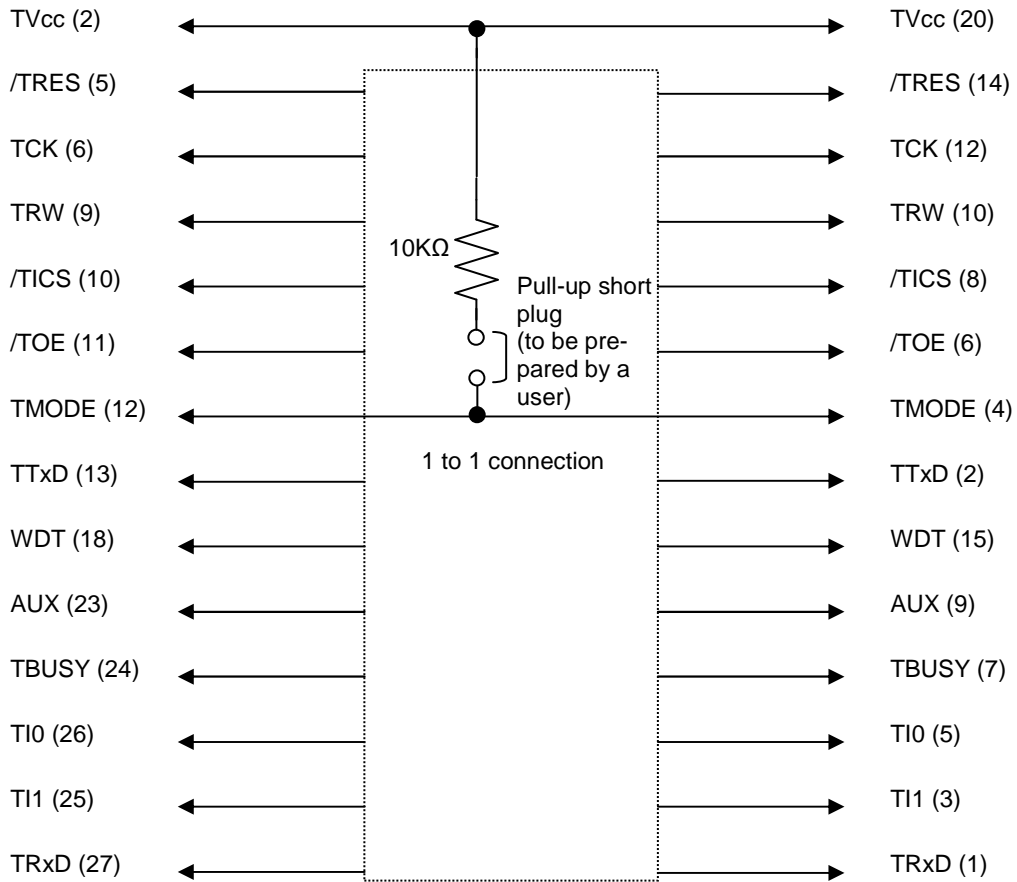 TVcc (2)
TVcc (20)
/TRES (5)
/TRES (14)
TCK (6)
TCK (12)
TRW (9)
TRW (10)
10KΩ
/TICS (10)
Pull-up short
plug
(to be pre-
pared by a
user)
/TICS (8)
/TOE (11)
/TOE (6)
TMODE (12)
TMODE (4)
1 to 1 connection
TTxD (13)
TTxD (2)
WDT (18)
WDT (15)
AUX (23)
AUX (9)
TBUSY (24)
TBUSY (7)
TI0 (26)
TI0 (5)
TI1 (25)
TI1 (3)
TRxD (27)
TRxD (1)